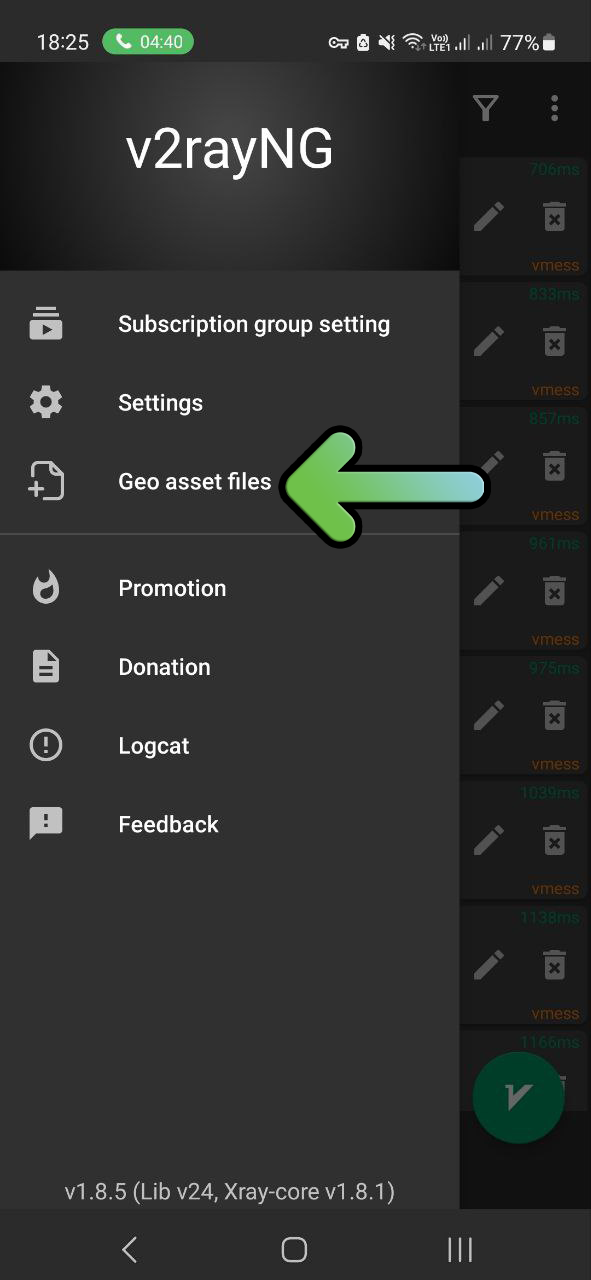 18:25 04:40 Vo)) LTE1 77%
v2rayNG
706ms
vmess
Subscription group setting
833ms
vmess
Settings
857ms
Geo asset files
vmess
961ms
Promotion
vmess
Donation
975ms
Logcat
vmess
1039ms
Feedback
vmess
1138ms
vmess
1166ms
v1.8.5 (Lib v24, Xray-core v1.8.1)